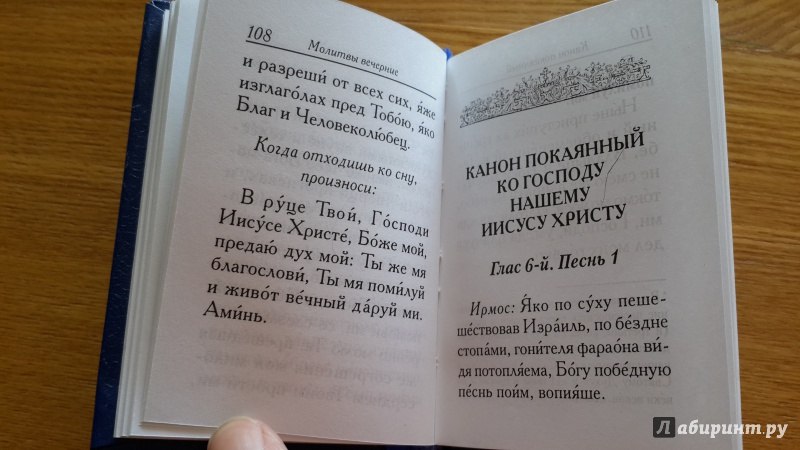 108
Молитвы вечерние
и разреши́ от всех сих, я́же
изглаго́лах пред Тобо́ю, я́ко
Благ и Человеколю́бец.
Когда отходишь ко сну,
произноси:
В ру́це Твои́, Го́споди
Иису́се Христе́, Бо́же мой,
предаю́ дух мой: Ты же мя
благослови́, Ты мя поми́луй
и живо́т ве́чный да́руй ми.
Ами́нь.
110
КАНОН ПОКАЯННЫЙ
КО ГОСПОДУ
НАШЕМУ
ИИСУСУ ХРИСТУ
Глас 6-й. Песнь 1
Ирмос: Я́ко по су́ху пеше-
ше́ствовав Изра́иль, по бе́здне
стопа́ми, гони́теля фарао́на ви́-
дя потопля́ема, Бо́гу побе́дную
пе́снь пои́м, вопия́ше.
Лабиринт.ру